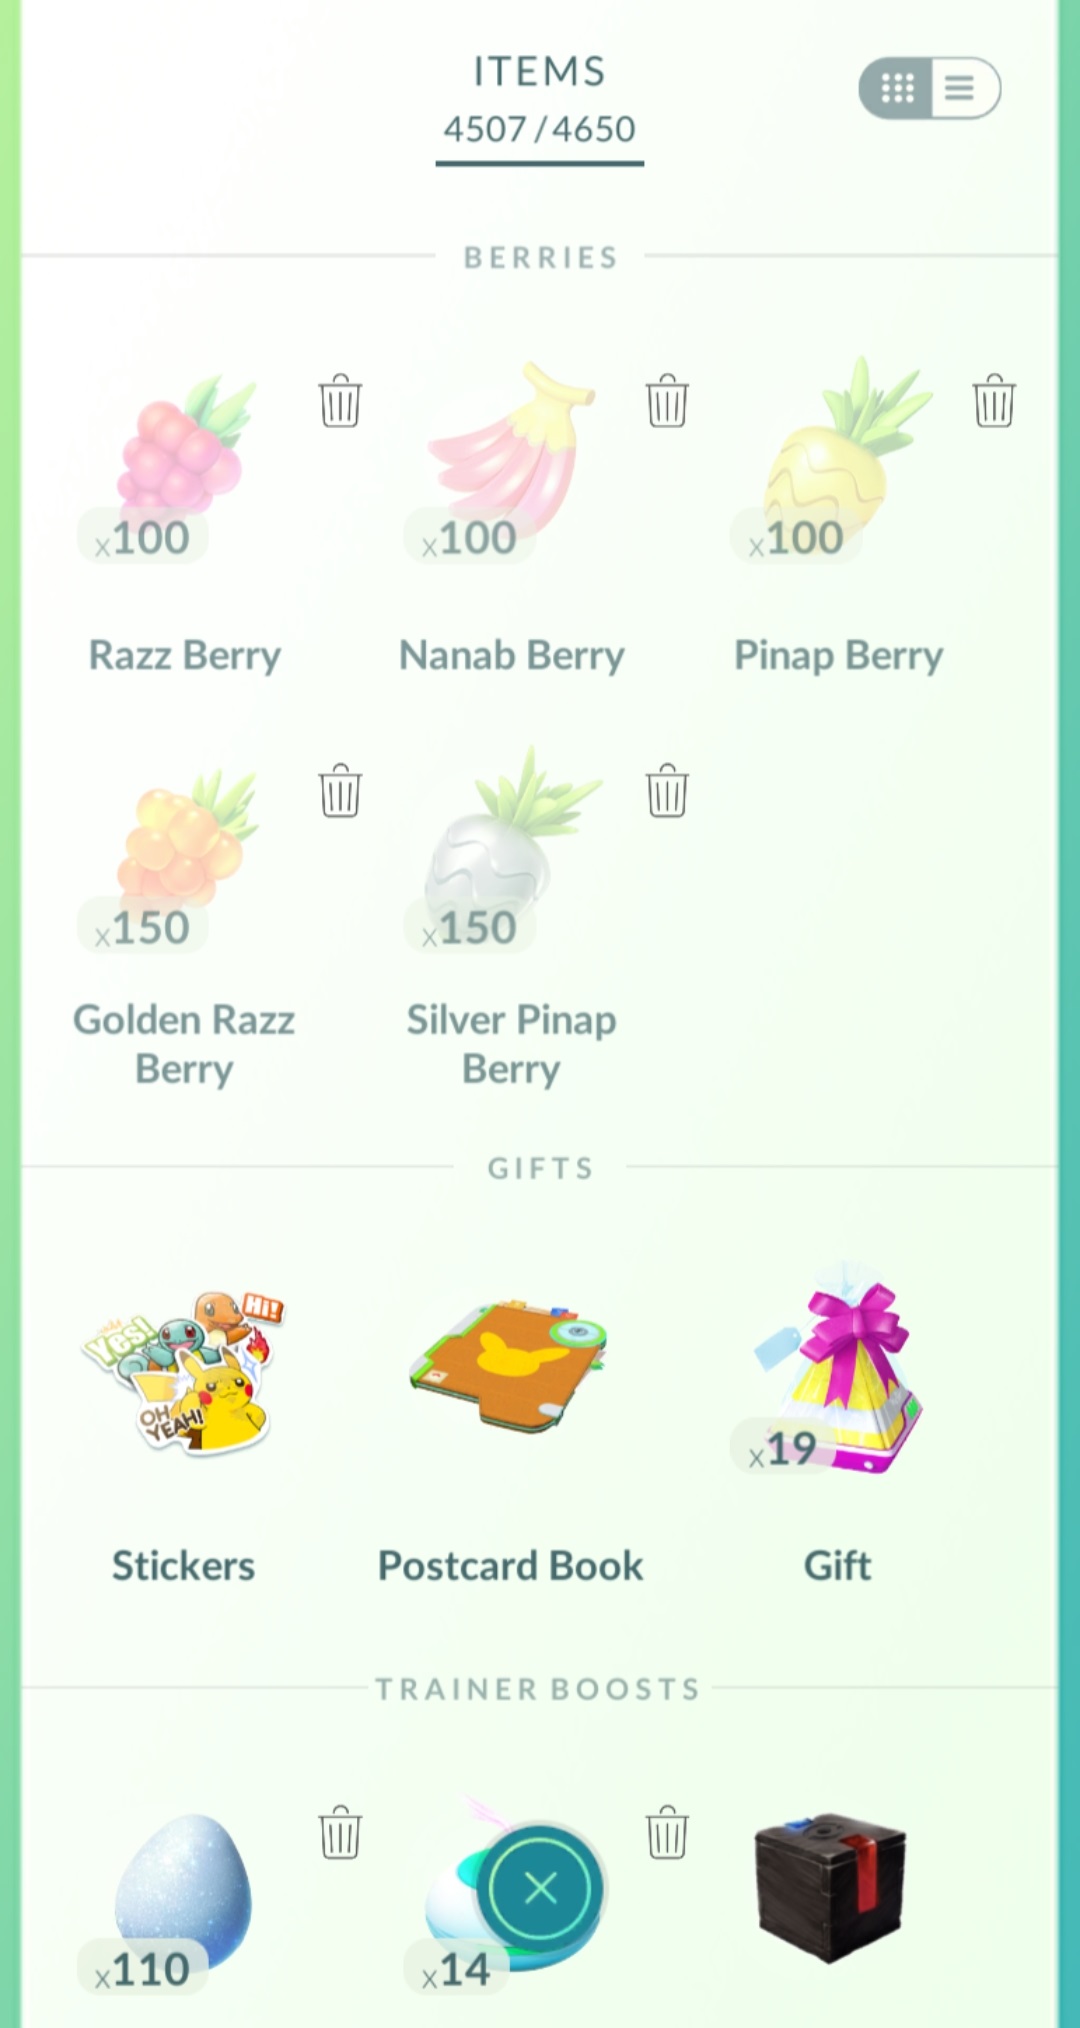 ITEMS
4507/4650
BERRIES
x100 x100 x100
Razz Berry Nanab Berry Pinap Berry
x150 x150
Golden Razz Berry Silver Pinap Berry
GIFTS
Yes! HI!
OH YEAH!
x19
Stickers Postcard Book Gift
TRAINER BOOSTS
x110 x14